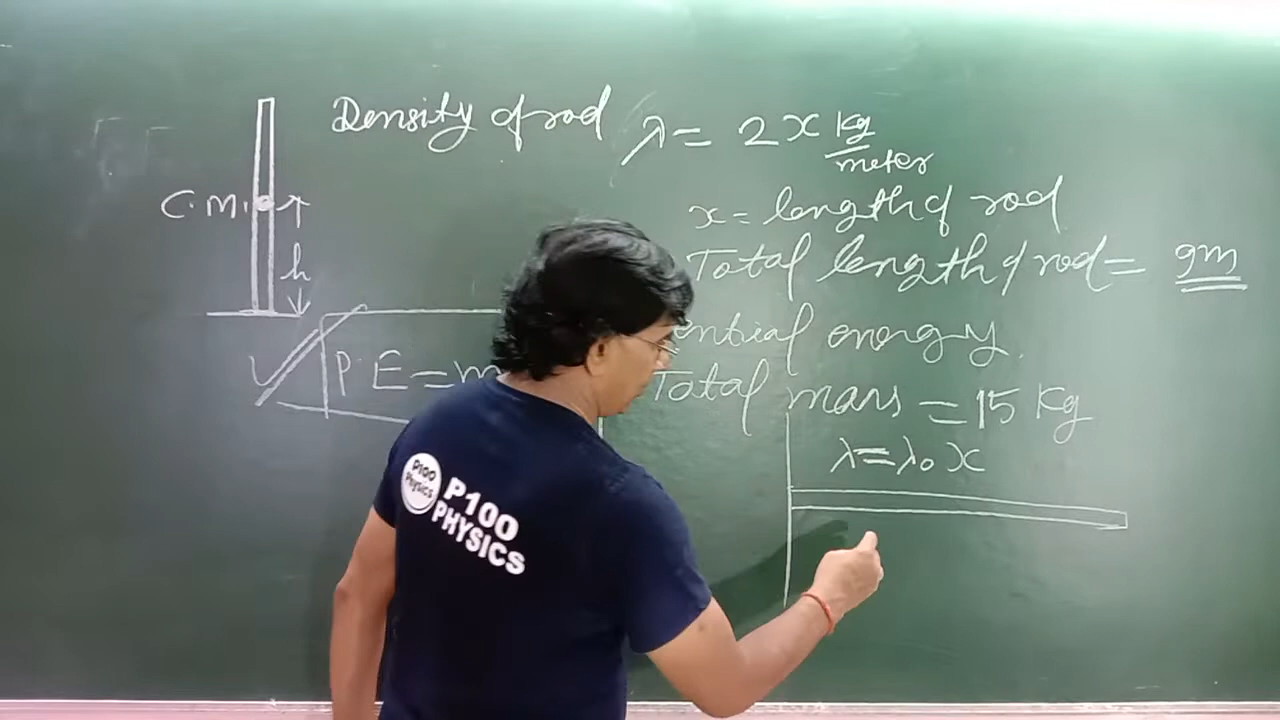 Density of rod λ = 2x kg/meter
x = length of rod
Total length of rod = 9m
ential energy.
Total mass = 15 Kg
λ = λ₀ x
C.M.
h
P.E = m
P100 Physics
P100
PHYSICS